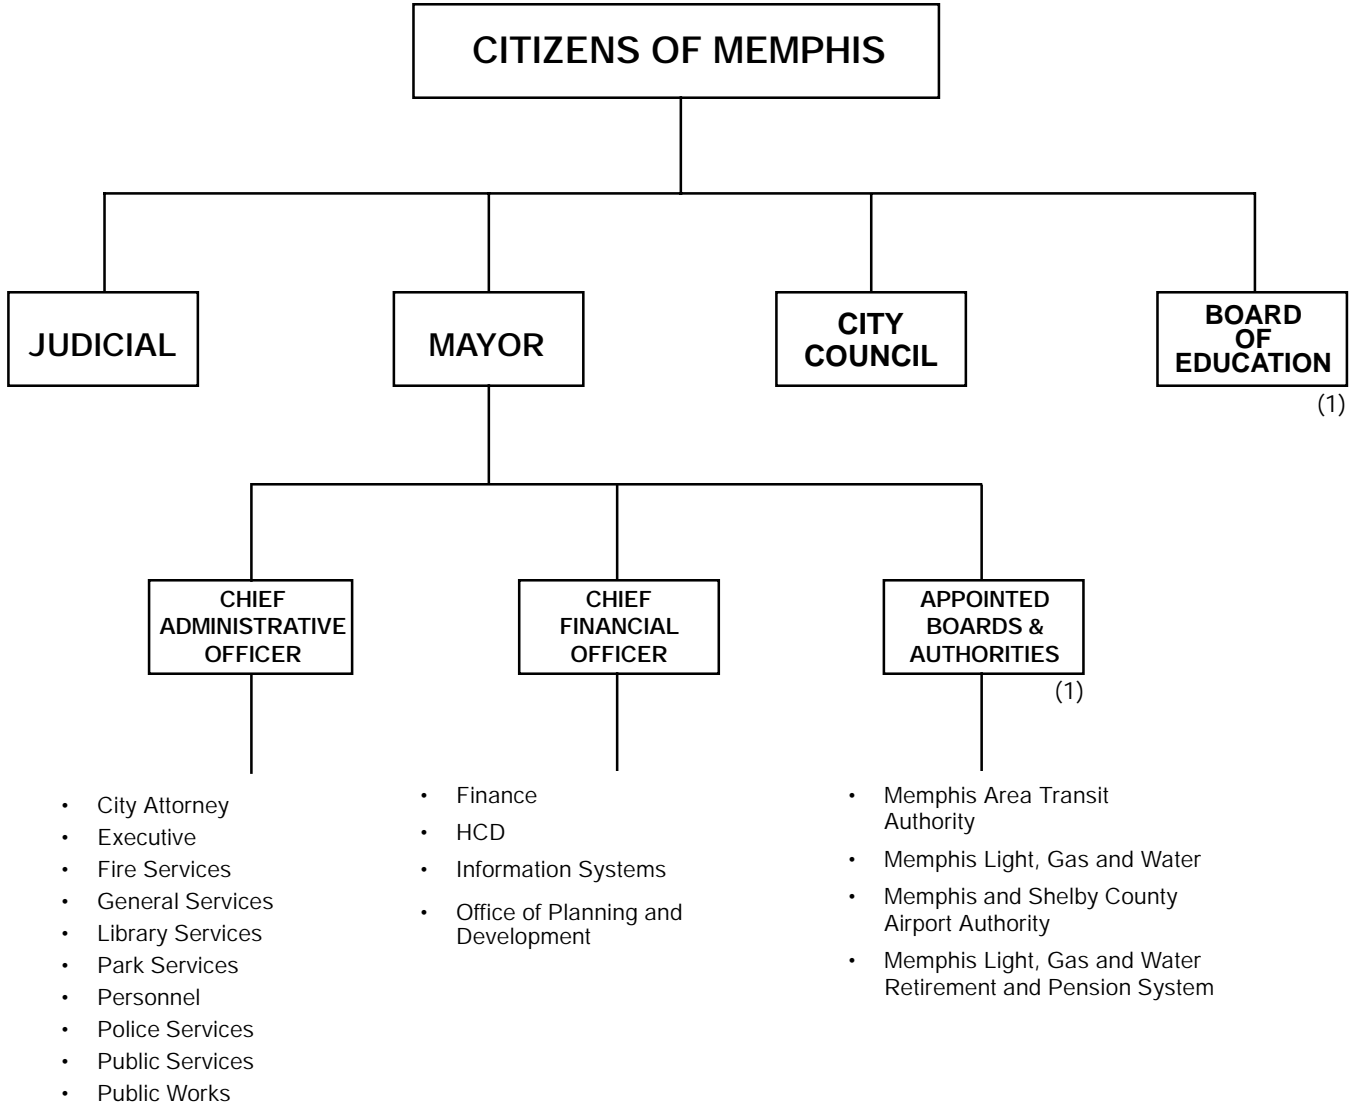 CITIZENS OF MEMPHIS
JUDICIAL
MAYOR
CITY
COUNCIL
BOARD
OF
EDUCATION
(1)
CHIEF
ADMINISTRATIVE
OFFICER
CHIEF
FINANCIAL
OFFICER
APPOINTED
BOARDS &
AUTHORITIES
(1)
• City Attorney
• Executive
• Fire Services
• General Services
• Library Services
• Park Services
• Personnel
• Police Services
• Public Services
• Public Works
• Finance
• HCD
• Information Systems
• Office of Planning and
Development
• Memphis Area Transit
Authority
• Memphis Light, Gas and Water
• Memphis and Shelby County
Airport Authority
• Memphis Light, Gas and Water
Retirement and Pension System